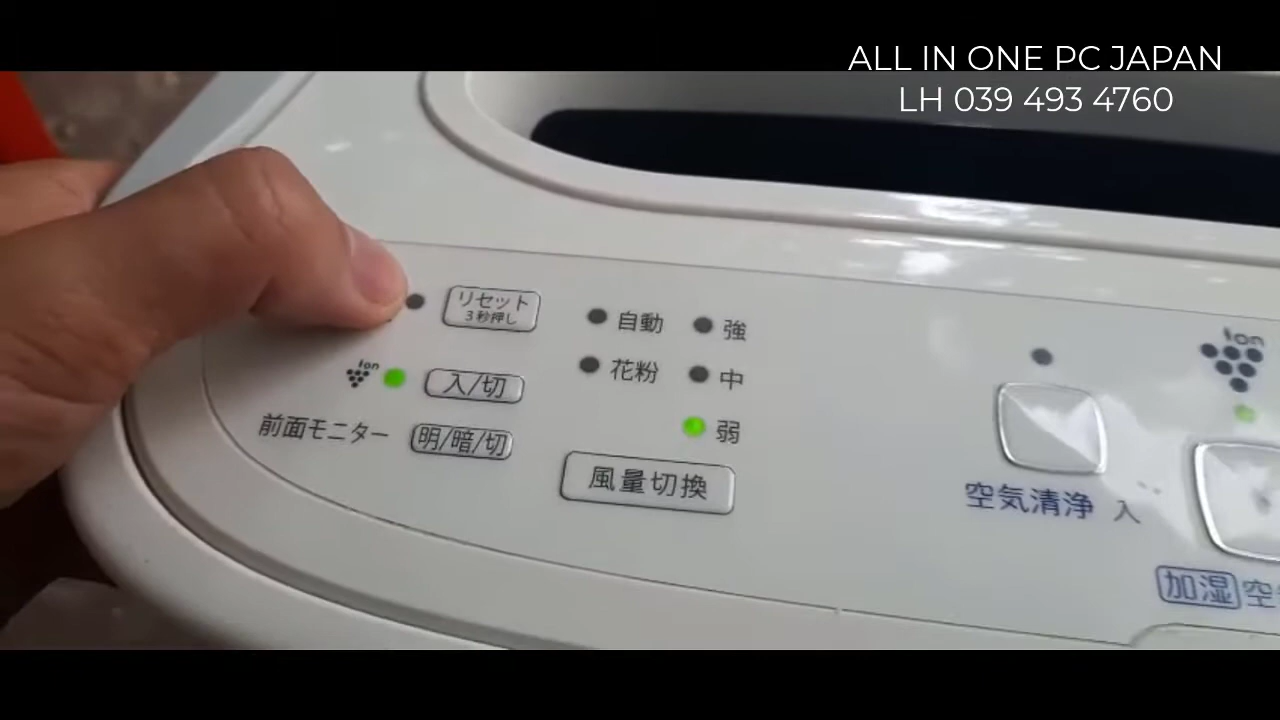 ALL IN ONE PC JAPAN
LH 039 493 4760
リセット
3秒押し
自動
強
Ion
入/切
花粉
中
前面モニター
明/暗/切
弱
風量切換
空気清浄 入
Ion
加湿 空